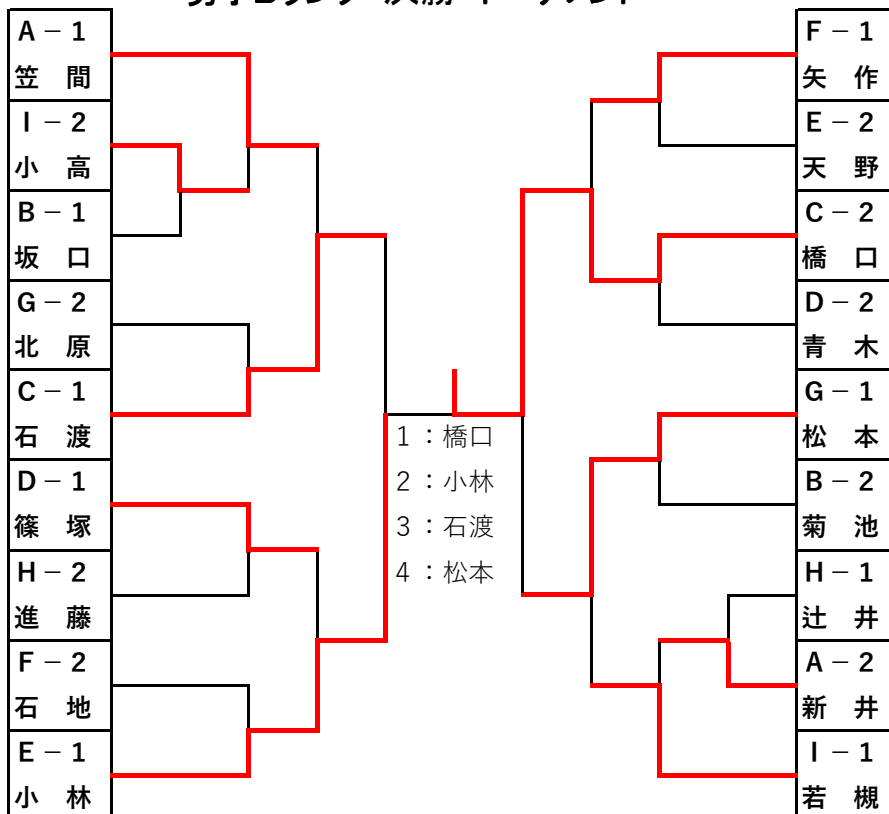 A－1
笠　間
I－2
小　高
B－1
坂　口
G－2
北　原
C－1
石　渡
D－1
篠　塚
H－2
進　藤
F－2
石　地
E－1
小　林
1：橋口
2：小林
3：石渡
4：松本
F－1
矢　作
E－2
天　野
C－2
橋　口
D－2
青　木
G－1
松　本
B－2
菊　池
H－1
辻　井
A－2
新　井
I－1
若　槻